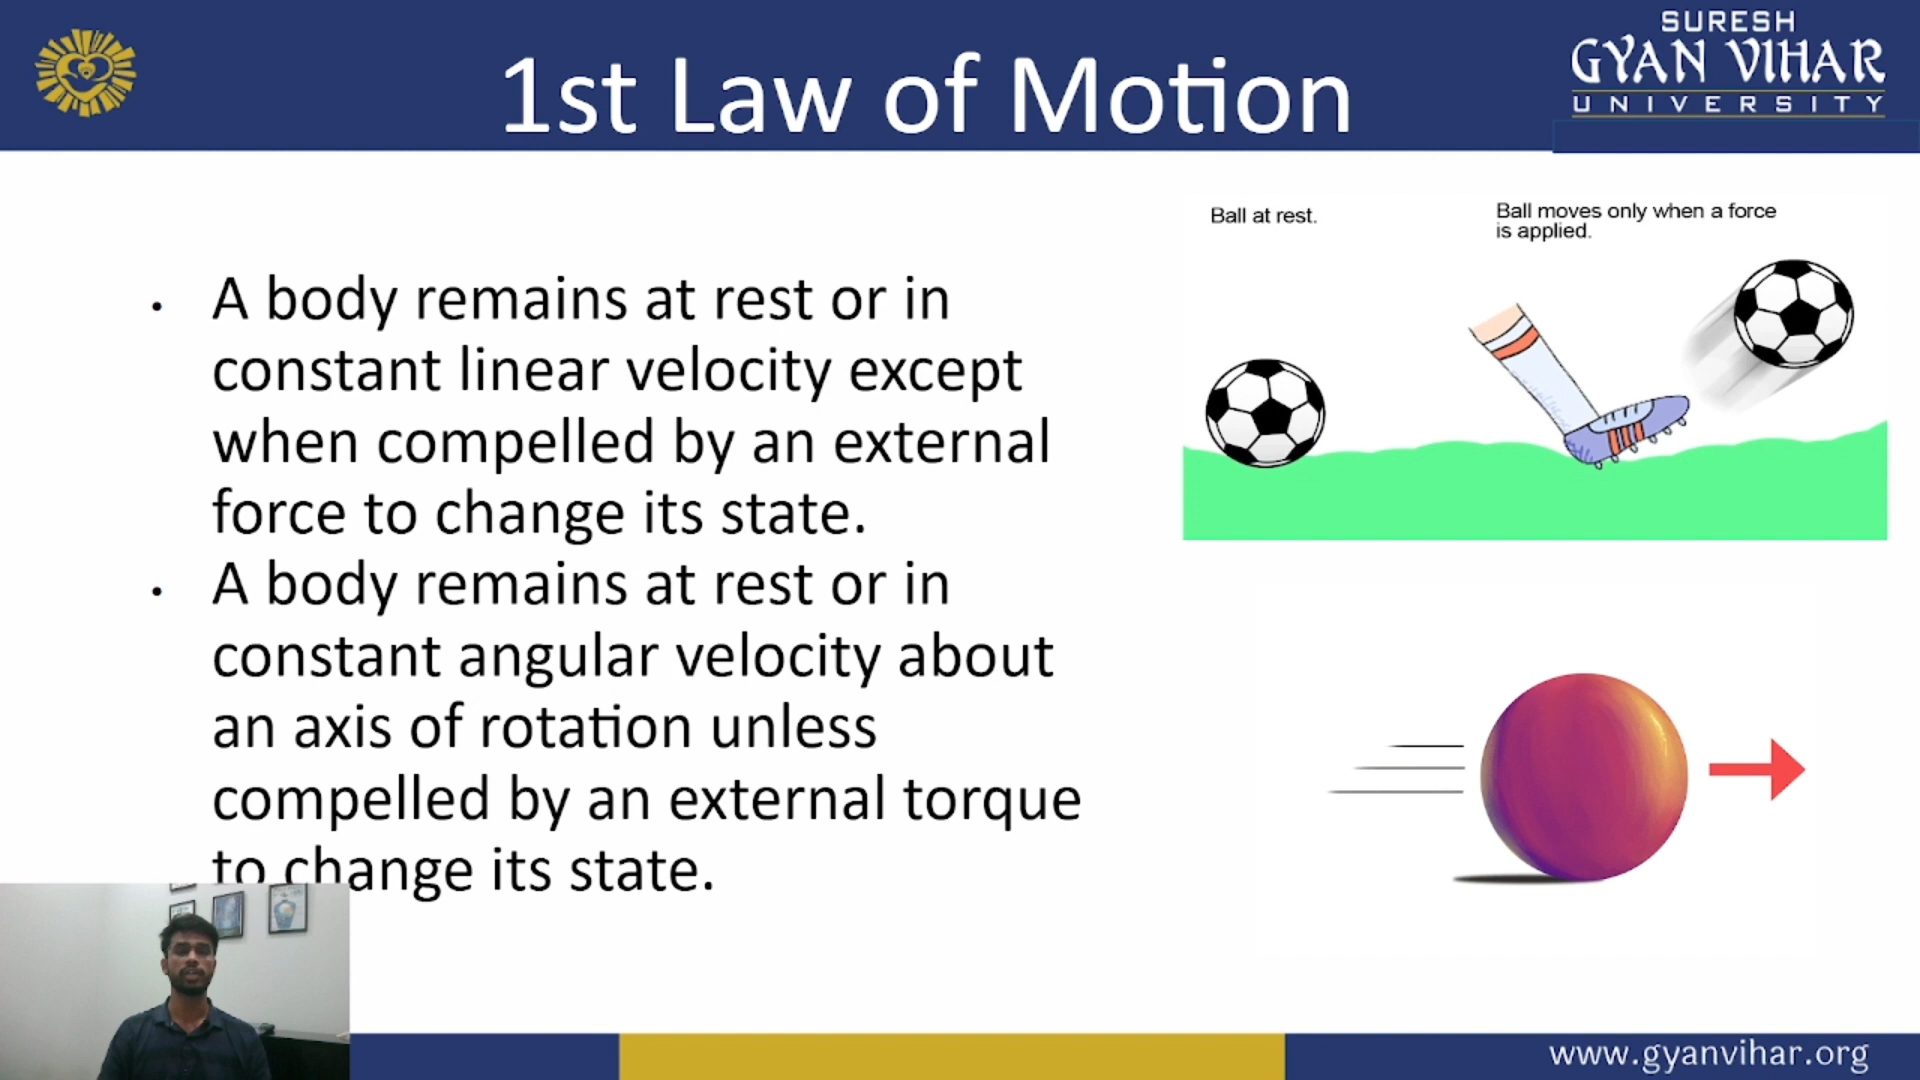 SURESH
GYAN VIHAR
UNIVERSITY
1st Law of Motion
Ball at rest.
Ball moves only when a force
is applied.
• A body remains at rest or in
constant linear velocity except
when compelled by an external
force to change its state.
• A body remains at rest or in
constant angular velocity about
an axis of rotation unless
compelled by an external torque
to change its state.
www.gyanvihar.org